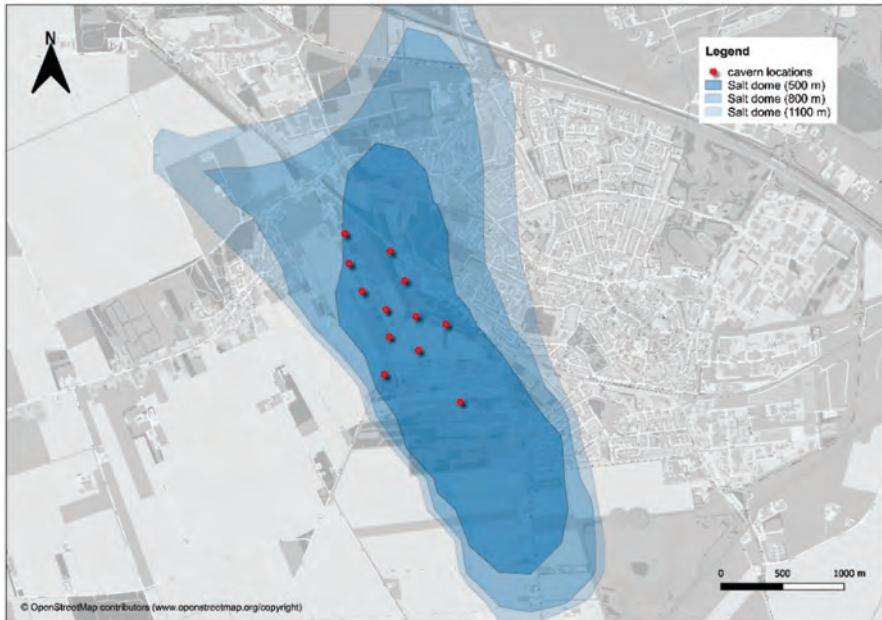 N
Legend
cavern locations
Salt dome (500 m)
Salt dome (800 m)
Salt dome (1100 m)
0 500 1000 m
© OpenStreetMap contributors (www.openstreetmap.org/copyright)